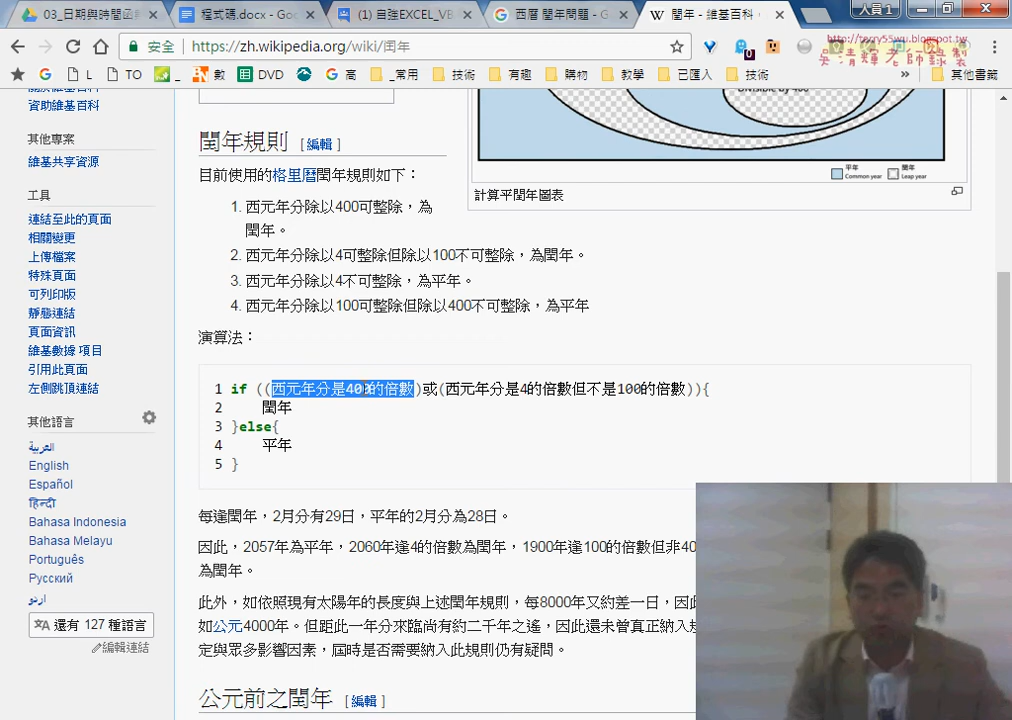 03_日期與時間函
程式碼.docx - Goo
(1) 自強EXCEL_VB
西曆 閏年問題 - G
閏年 - 維基百科，
人員 1
安全
https://zh.wikipedia.org/wiki/閏年
http://terry55wu.blogspot.tw
吳清輝老師錄製
L
TO
數
DVD
高
_常用
技術
有趣
購物
教學
已匯入
技術
其他書籤
資助維基百科
其他專案
維基共享資源
工具
連結至此的頁面
相關變更
上傳檔案
特殊頁面
可列印版
靜態連結
頁面資訊
維基數據 項目
引用此頁面
左側跳頂連結
其他語言
العربية
English
Español
हिन्दी
Bahasa Indonesia
Bahasa Melayu
Português
Русский
اردو
還有 127 種語言
編輯連結
Divisible by 400
平年
Common year
閏年
Leap year
計算平閏年圖表
閏年規則 [編輯]
目前使用的格里曆閏年規則如下：
1. 西元年分除以400可整除，為
閏年。
2. 西元年分除以4可整除但除以100不可整除，為閏年。
3. 西元年分除以4不可整除，為平年。
4. 西元年分除以100可整除但除以400不可整除，為平年
演算法：
1 if ((西元年分是400的倍數)或(西元年分是4的倍數但不是100的倍數)){
2 閏年
3 }else{
4 平年
5 }
每逢閏年，2月分有29日，平年的2月分為28日。
因此，2057年為平年，2060年逢4的倍數為閏年，1900年逢100的倍數但非40
為閏年。
此外，如依照現有太陽年的長度與上述閏年規則，每8000年又約差一日，因此
如公元4000年。但距此一年分來臨尚有約二千年之遙，因此還未曾真正納入規
定與眾多影響因素，屆時是否需要納入此規則仍有疑問。
公元前之閏年 [編輯]